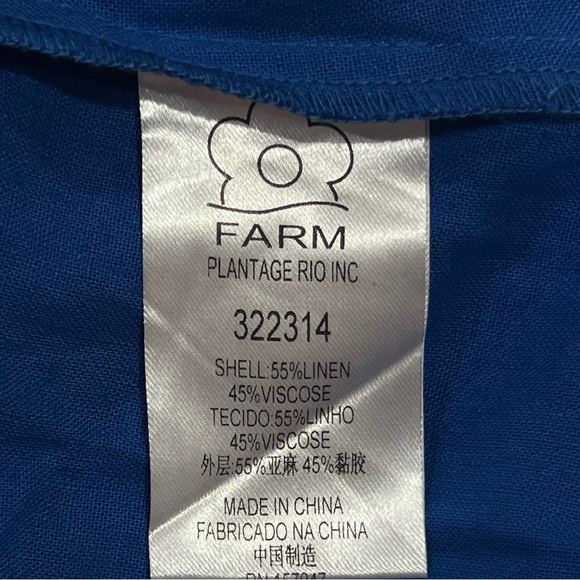 FARM
PLANTAGE RIO INC
322314
SHELL:55%LINEN
45%VISCOSE
TECIDO:55%LINHO
45%VISCOSE
外层:55%亚麻 45%黏胶
MADE IN CHINA
FABRICADO NA CHINA
中国制造